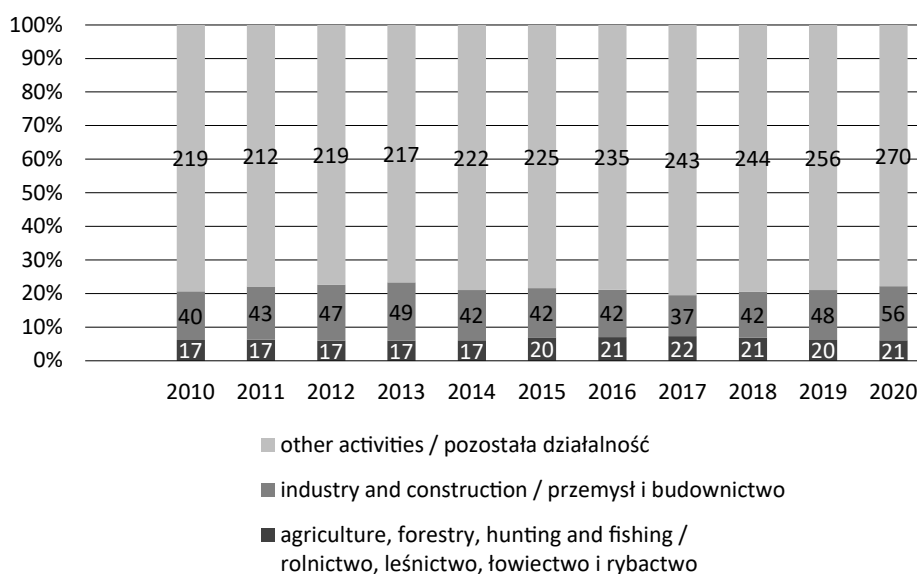 100%
90%
80%
70%
60%
50%
40%
30%
20%
10%
0%
219 212 219 217 222 225 235 243 244 256 270
40 43 47 49 42 42 42 37 42 48 56
17 17 17 17 17 20 21 22 21 20 21
2010 2011 2012 2013 2014 2015 2016 2017 2018 2019 2020
other activities / pozostała działalność
industry and construction / przemysł i budownictwo
agriculture, forestry, hunting and fishing /
rolnictwo, leśnictwo, łowiectwo i rybactwo